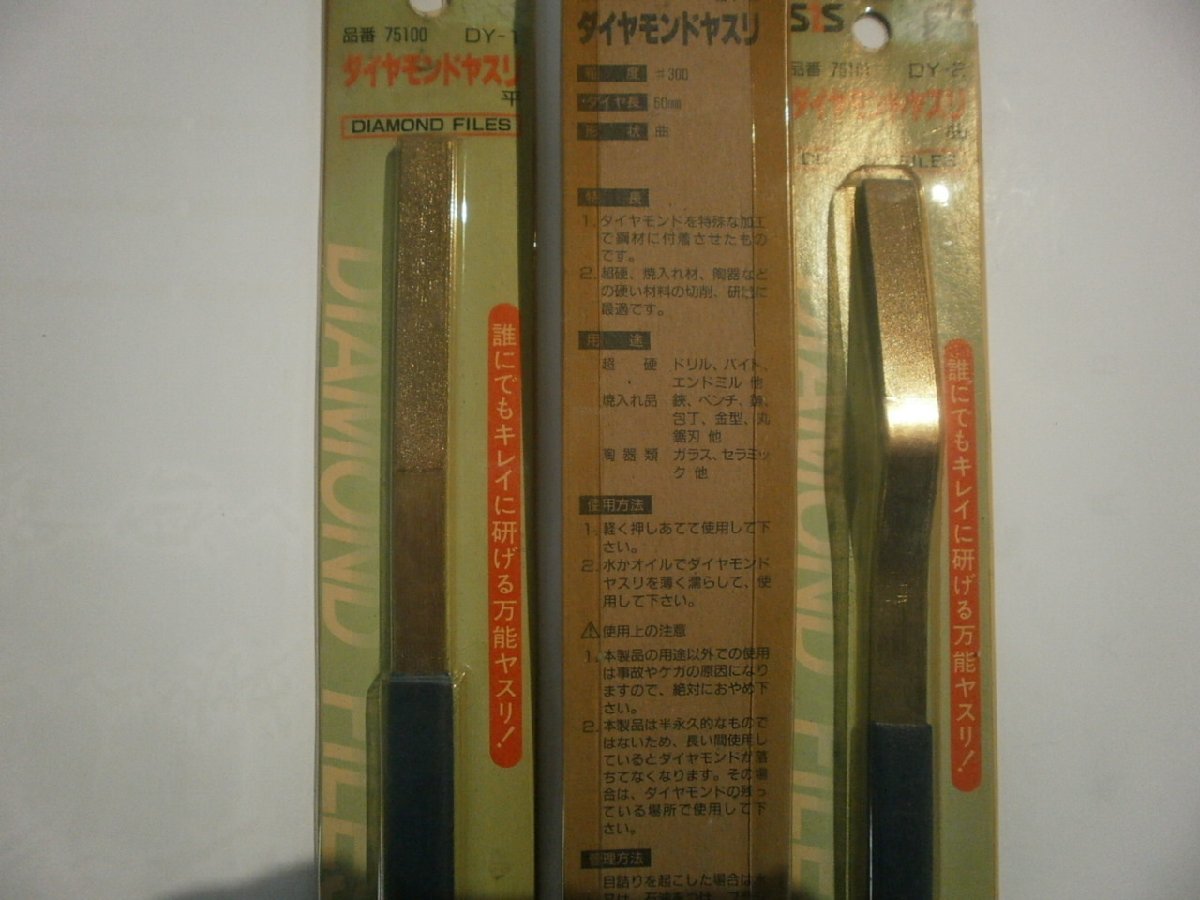 品番 75100 DY-1
ダイヤモンドヤスリ
平
DIAMOND FILES
DIAMOND FILE
誰にでもキレイに研げる万能ヤスリ!
ダイヤモンドヤスリ
粒度 #300
ダイヤ長
形状 曲
特長
1. ダイヤモンドを特殊な加工
で鋼材に付着させたもの
です。
2. 超硬、焼入れ材、陶器など
の硬い材料の切削、研磨に
最適です。
用途
超硬 ドリル、バイト、
エンドミル 他
焼入れ品 鋏、ペンチ、
包丁、金型、丸
鋸刃 他
陶器類 ガラス、セラミッ
ク 他
使用方法
1. 軽く押しあてて使用して下
さい。
2. 水かオイルでダイヤモンド
ヤスリを薄く濡らして、使
用して下さい。
⚠使用上の注意
1. 本製品の用途以外での使用
は事故やケガの原因になり
ますので、絶対におやめ下
さい。
2. 本製品は半永久的なもので
はないため、長い間使用し
ているとダイヤモンドが落
ちてなくなります。その場
合は、ダイヤモンドの残っ
ている場所で使用して下
さい。
管理方法
目詰りを起こした場合は水
SIS
品番 7510 DY-2
ダイヤモンドヤスリ
曲
FILES
IAMOND FILE
誰にでもキレイに研げる万能ヤスリ!